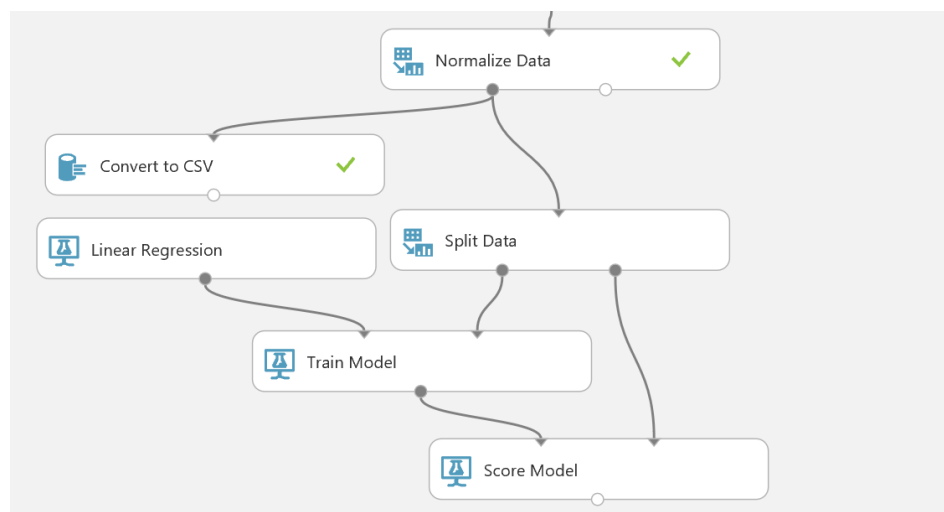 Normalize Data
Convert to CSV
Linear Regression
Split Data
Train Model
Score Model